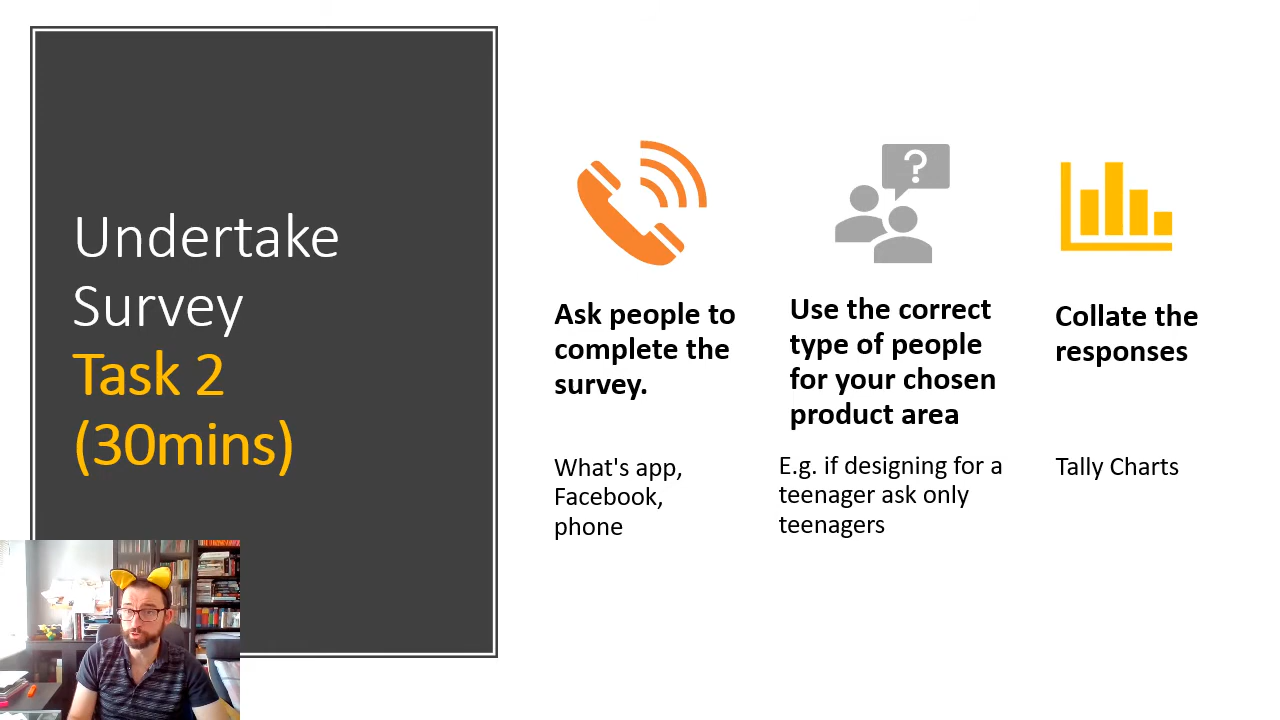 Undertake
Survey
Task 2
(30mins)
?
Ask people to
complete the
survey.
What's app,
Facebook,
phone
Use the correct
type of people
for your chosen
product area
E.g. if designing for a
teenager ask only
teenagers
Collate the
responses
Tally Charts